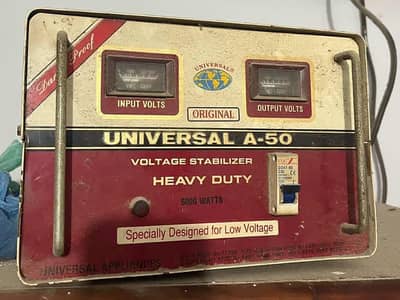 Proof
UNIVERSAL®
INPUT VOLTS
OUTPUT VOLTS
ORIGINAL
UNIVERSAL A-50
VOLTAGE STABILIZER
HEAVY DUTY
5000 WATTS
Specially Designed for Low Voltage
UNIVERSAL APPLIANCES